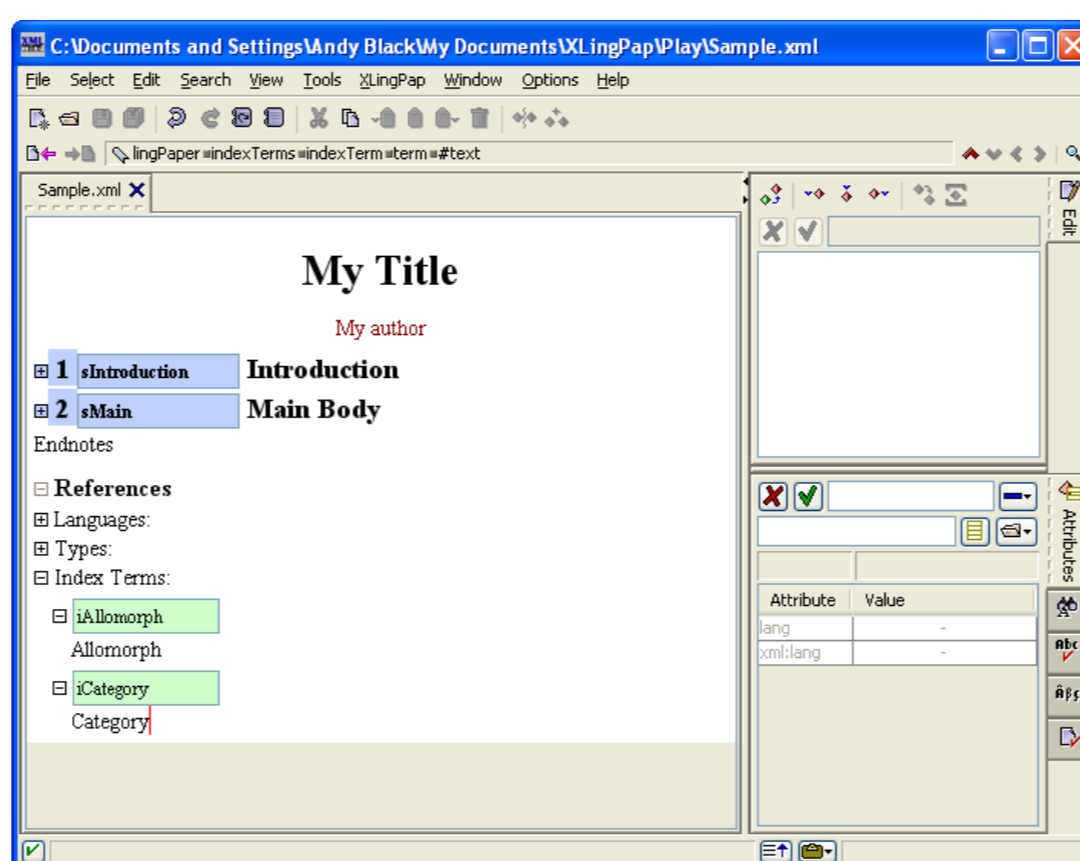 C:\Documents and Settings\Andy Black\My Documents\XLingPap\Play\Sample.xml
File Select Edit Search View Tools XLingPap Window Options Help
lingPaper indexTerms indexTerm term #text
Sample.xml
Edit
My Title
My author
1 sIntroduction Introduction
2 sMain Main Body
Endnotes
References
Languages:
Types:
Index Terms:
iAllomorph
Allomorph
iCategory
Category
Attributes
Attribute Value
lang -
xml:lang -
Abc